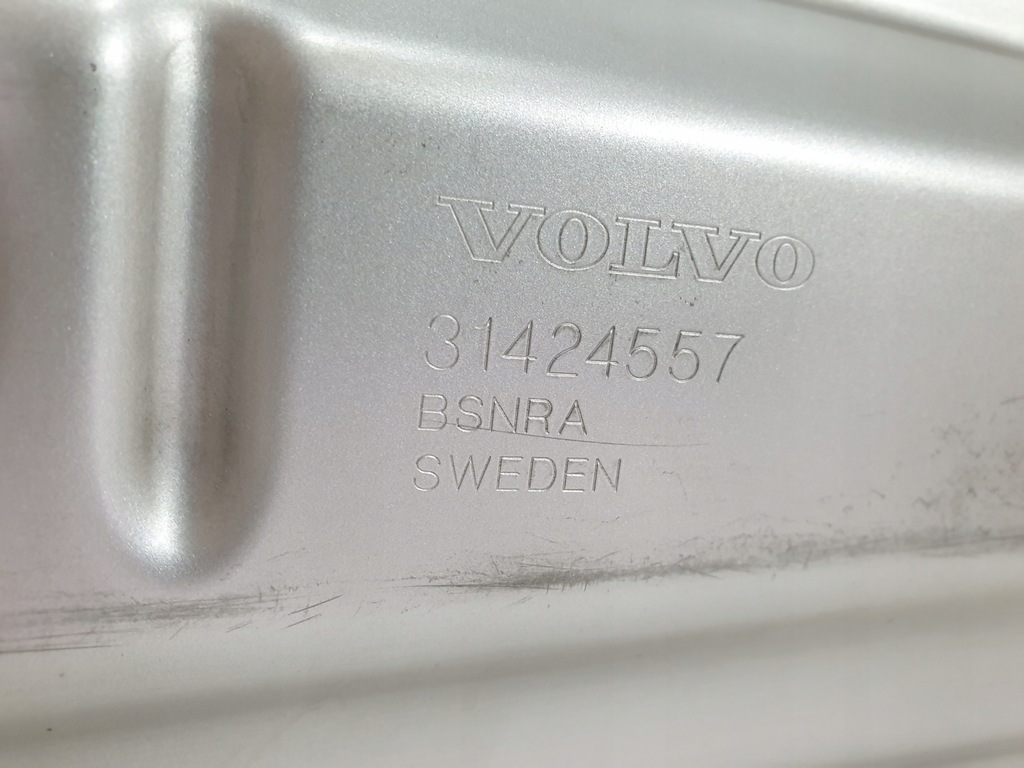 VOLVO
31424557
BSNRA
SWEDEN